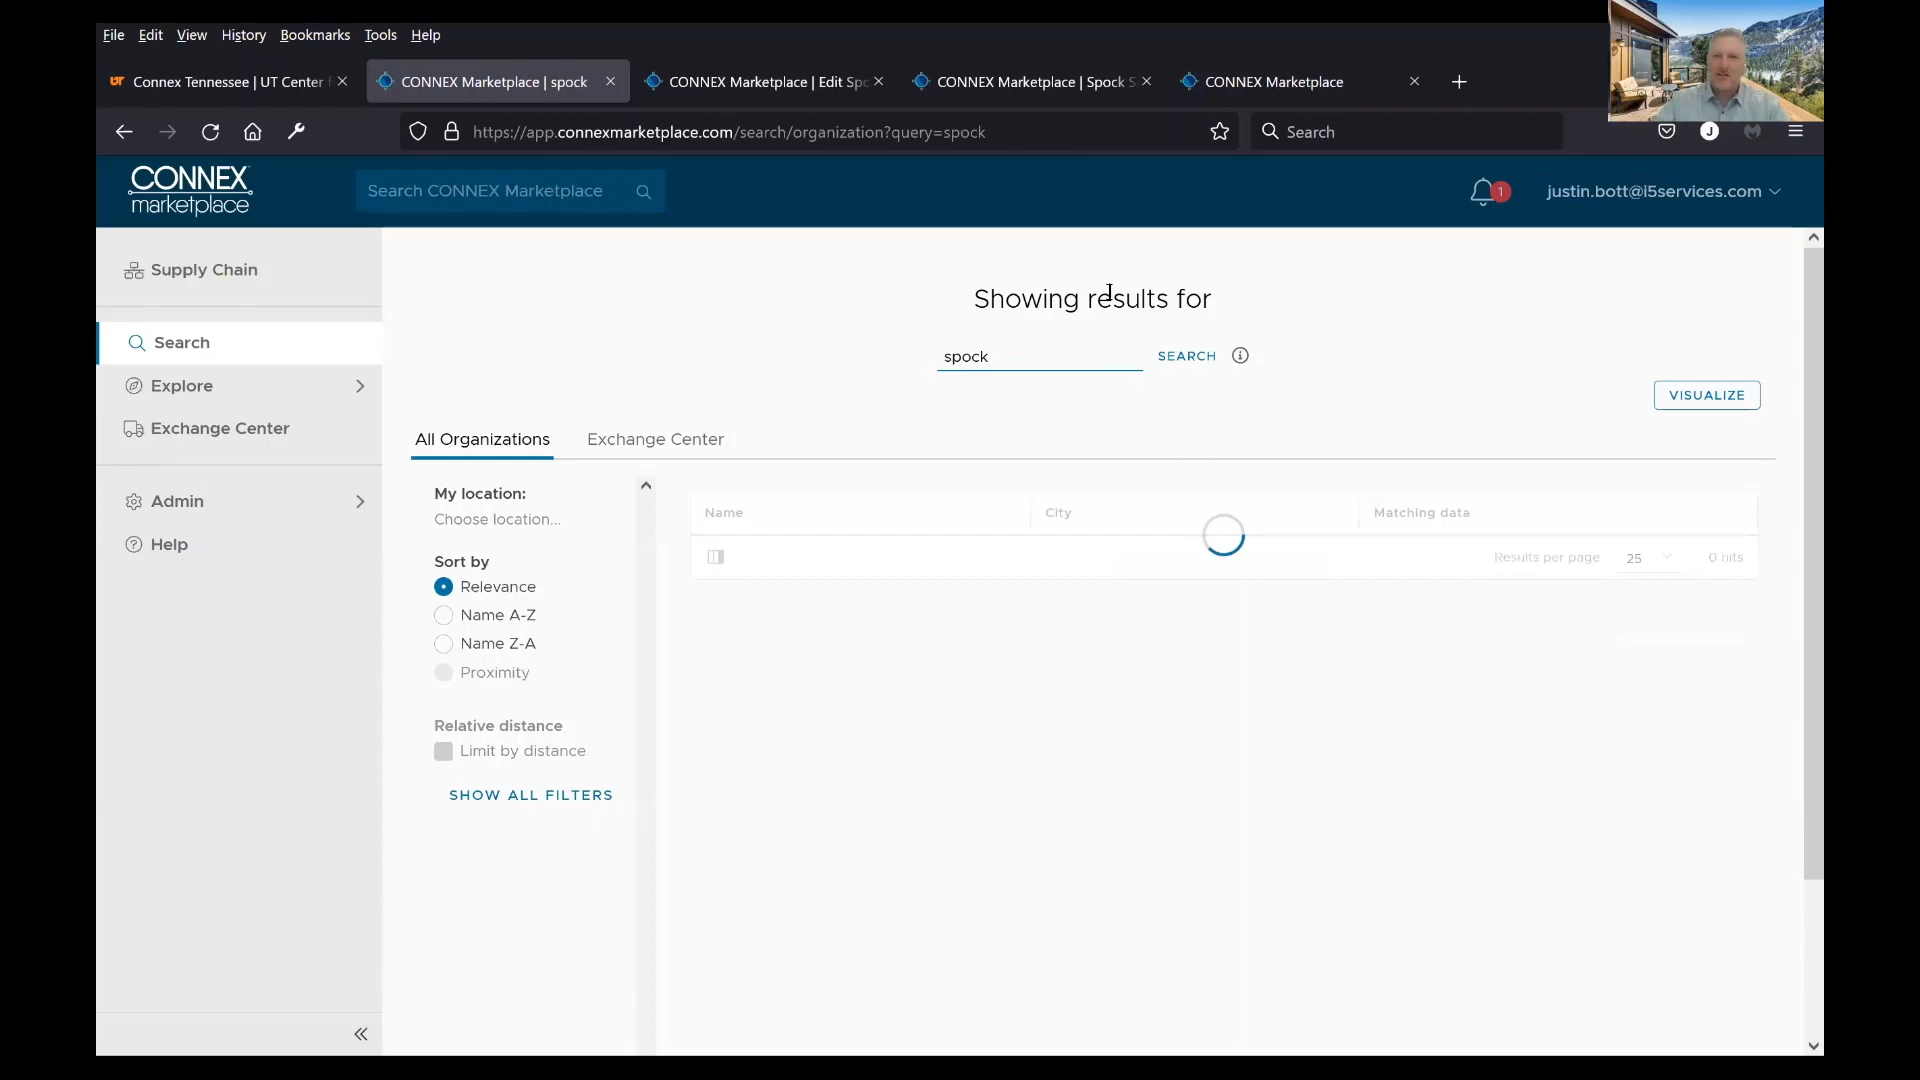 File Edit View History Bookmarks Tools Help
UT Connex Tennessee | UT Center f
CONNEX Marketplace | spock
CONNEX Marketplace | Edit Spo
CONNEX Marketplace | Spock S
CONNEX Marketplace
https://app.connexmarketplace.com/search/organization?query=spock
Search
J
CONNEX
marketplace
Search CONNEX Marketplace
1
justin.bott@i5services.com
Supply Chain
Search
Explore
Exchange Center
Admin
Help
Showing results for
spock SEARCH
VISUALIZE
All Organizations Exchange Center
My location:
Choose location...
Sort by
Relevance
Name A-Z
Name Z-A
Proximity
Relative distance
Limit by distance
SHOW ALL FILTERS
Name City Matching data
Results per page 25 0 hits